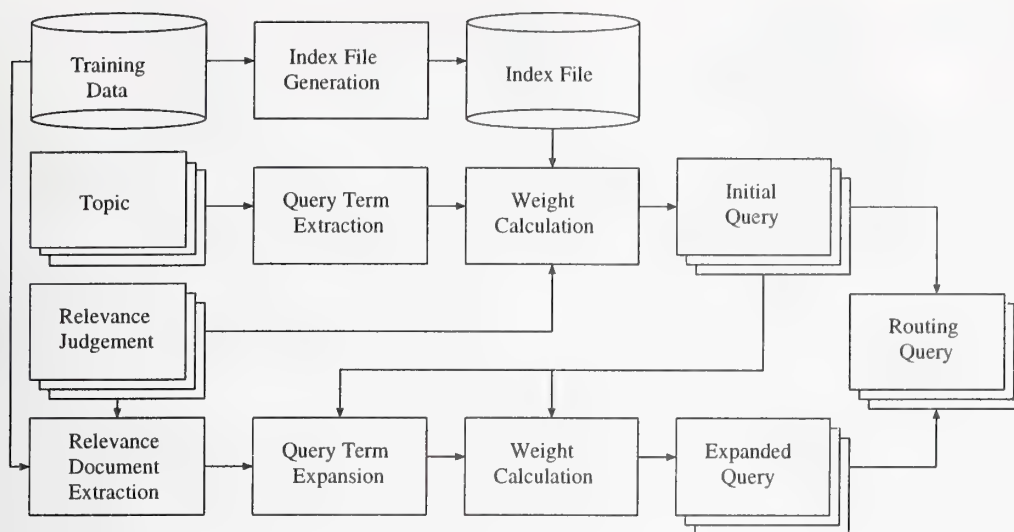 Training
Data
Index File
Generation
Index File
Topic
Query Term
Extraction
Weight
Calculation
Initial
Query
Relevance
Judgement
Routing
Query
Relevance
Document
Extraction
Query Term
Expansion
Weight
Calculation
Expanded
Query